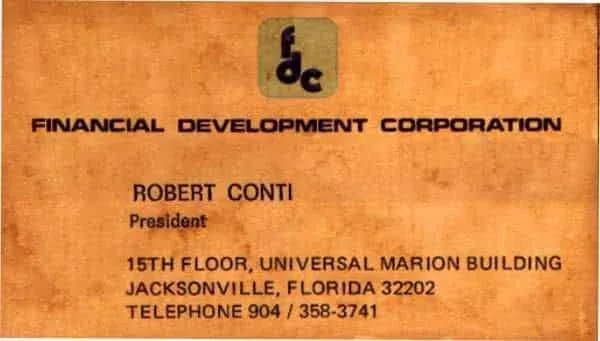 fdc
FINANCIAL DEVELOPMENT CORPORATION
ROBERT CONTI
President
15TH FLOOR, UNIVERSAL MARION BUILDING
JACKSONVILLE, FLORIDA 32202
TELEPHONE 904 / 358-3741